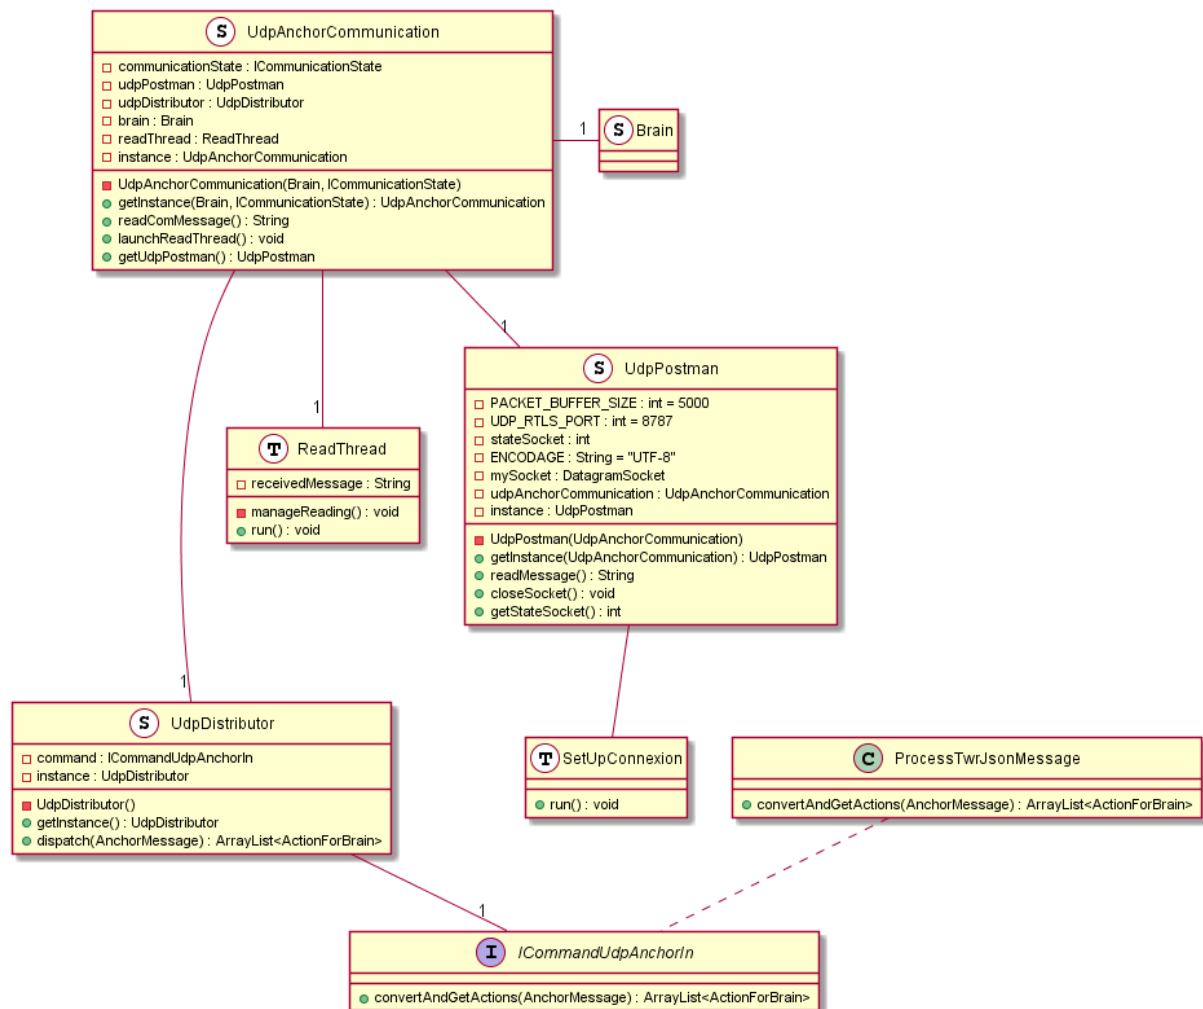 S UdpAnchorCommunication
communicationState : ICommunicationState
udpPostman : UdpPostman
udpDistributor : UdpDistributor
brain : Brain
readThread : ReadThread
instance : UdpAnchorCommunication
UdpAnchorCommunication(Brain, ICommunicationState)
getInstance(Brain, ICommunicationState) : UdpAnchorCommunication
readComMessage() : String
launchReadThread() : void
getUdpPostman() : UdpPostman
1
S Brain
1
1
1
S UdpPostman
PACKET_BUFFER_SIZE : int = 5000
UDP_RTLS_PORT : int = 8787
stateSocket : int
ENCODAGE : String = "UTF-8"
mySocket : DatagramSocket
udpAnchorCommunication : UdpAnchorCommunication
instance : UdpPostman
UdpPostman(UdpAnchorCommunication)
getInstance(UdpAnchorCommunication) : UdpPostman
readMessage() : String
closeSocket() : void
getStateSocket() : int
T ReadThread
receivedMessage : String
manageReading() : void
run() : void
S UdpDistributor
command : ICommandUdpAnchorIn
instance : UdpDistributor
UdpDistributor()
getInstance() : UdpDistributor
dispatch(AnchorMessage) : ArrayList<ActionForBrain>
T SetUpConnexion
run() : void
C ProcessTwrJsonMessage
convertAndGetActions(AnchorMessage) : ArrayList<ActionForBrain>
1
I ICommandUdpAnchorIn
convertAndGetActions(AnchorMessage) : ArrayList<ActionForBrain>